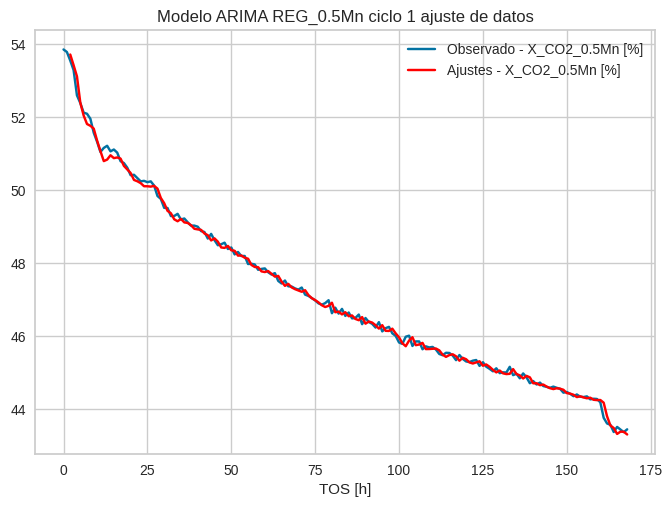 Modelo ARIMA REG_0.5Mn ciclo 1 ajuste de datos
Observado - X_CO2_0.5Mn [%]
Ajustes - X_CO2_0.5Mn [%]
54
52
50
48
46
44
0 25 50 75 100 125 150 175
TOS [h]